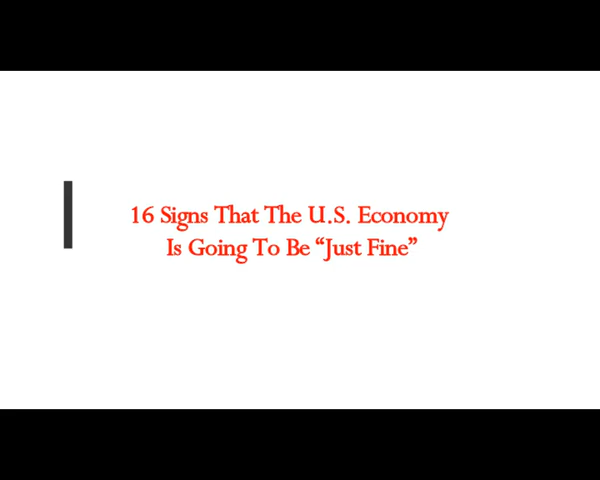 16 Signs That The U.S. Economy
Is Going To Be “Just Fine”